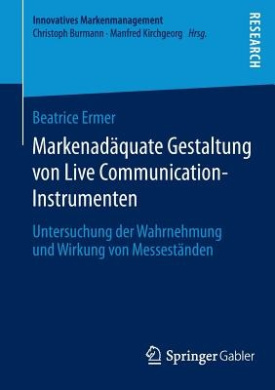 Innovatives Markenmanagement
Christoph Burmann · Manfred Kirchgeorg Hrsg.
RESEARCH
Beatrice Ermer
Markenadäquate Gestaltung
von Live Communication-
Instrumenten
Untersuchung der Wahrnehmung
und Wirkung von Messeständen
Springer Gabler